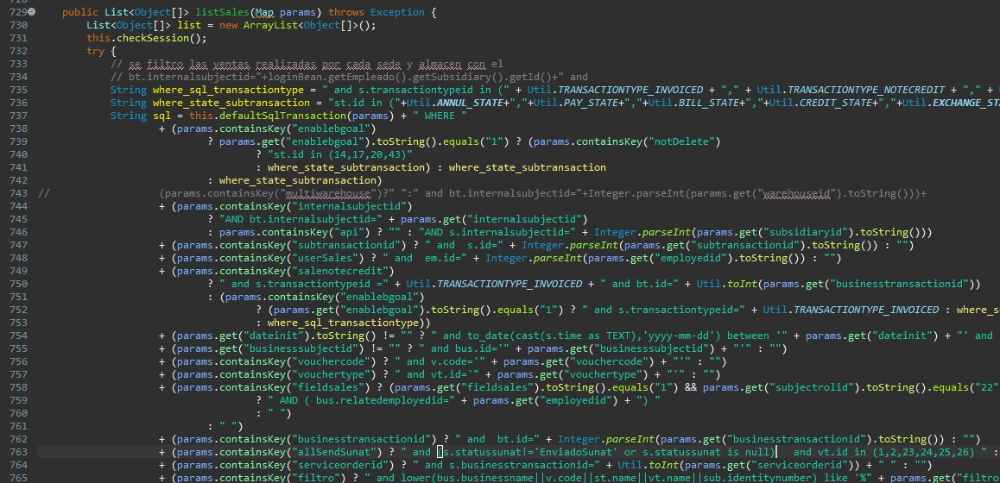 728
729 public List<Object[]> listSales(Map params) throws Exception {
730 List<Object[]> list = new ArrayList<Object[]>();
731 this.checkSession();
732 try {
733 // se filtro las ventas realizadas por cada sede y almacen con el
734 // bt.internalsubjectid="+loginBean.getEmpleado().getSubsidiary().getId()+" and
735 String where_sql_transactiontype = " and s.transactiontypeid in (" + Util.TRANSACTIONTYPE_INVOICED + "," + Util.TRANSACTIONTYPE_NOTECREDIT + "," +
736 String where_state_subtransaction = "st.id in ("+Util.ANNUL_STATE+","+Util.PAY_STATE+","+Util.BILL_STATE+","+Util.CREDIT_STATE+","+Util.EXCHANGE_STA
737 String sql = this.defaultSqlTransaction(params) + " WHERE "
738 + (params.containsKey("enablebgoal")
739 ? params.get("enablebgoal").toString().equals("1") ? (params.containsKey("notDelete")
740 ? "st.id in (14,17,20,43)"
741 : where_state_subtransaction) : where_state_subtransaction
742 : where_state_subtransaction)
743 // (params.containsKey("multiwarehouse")?" ":" and bt.internalsubjectid="+Integer.parseInt(params.get("warehouseid").toString()))+
744 + (params.containsKey("internalsubjectid")
745 ? "AND bt.internalsubjectid=" + params.get("internalsubjectid")
746 : params.containsKey("api") ? "" : "AND s.internalsubjectid=" + Integer.parseInt(params.get("subsidiaryid").toString()))
747 + (params.containsKey("subtransactionid") ? " and  s.id=" + Integer.parseInt(params.get("subtransactionid").toString()) : "")
748 + (params.containsKey("userSales") ? " and  em.id=" + Integer.parseInt(params.get("employedid").toString()) : "")
749 + (params.containsKey("salenotecredit")
750 ? " and s.transactiontypeid =" + Util.TRANSACTIONTYPE_INVOICED + " and bt.id=" + Util.toInt(params.get("businesstransactionid"))
751 : (params.containsKey("enablebgoal")
752 ? (params.get("enablebgoal").toString().equals("1") ? " and s.transactiontypeid=" + Util.TRANSACTIONTYPE_INVOICED : where_s
753 : where_sql_transactiontype))
754 + (params.get("dateinit").toString() != "" ? " and to_date(cast(s.time as TEXT),'yyyy-mm-dd') between '" + params.get("dateinit") + "' and
755 + (params.get("businesssubjectid") != "" ? " and bus.id='" + params.get("businesssubjectid") + "'" : "")
756 + (params.containsKey("vouchercode") ? " and v.code='" + params.get("vouchercode") + "'" : "")
757 + (params.containsKey("vouchertype") ? " and vt.id='" + params.get("vouchertype") + "'" : "")
758 + (params.containsKey("fieldsales") ? (params.get("fieldsales").toString().equals("1") && params.get("subjectrolid").toString().equals("22"
759 ? " AND ( bus.relatedemployedid=" + params.get("employedid") + ") "
760 : " ")
761 : " ")
762 + (params.containsKey("businesstransactionid") ? " and  bt.id=" + Integer.parseInt(params.get("businesstransactionid").toString()) : "")
763 + (params.containsKey("allSendSunat") ? " and (s.statussunat!='EnviadoSunat' or s.statussunat is null)   and vt.id in (1,2,23,24,25,26) " :
764 + (params.containsKey("serviceorderid") ? " and s.businesstransactionid=" + Util.toInt(params.get("serviceorderid")) + " " : "")
765 + (params.containsKey("filtro") ? " and lower(bus.businessname||v.code||st.name||vt.name||sub.identitynumber) like '%" + params.get("filtro